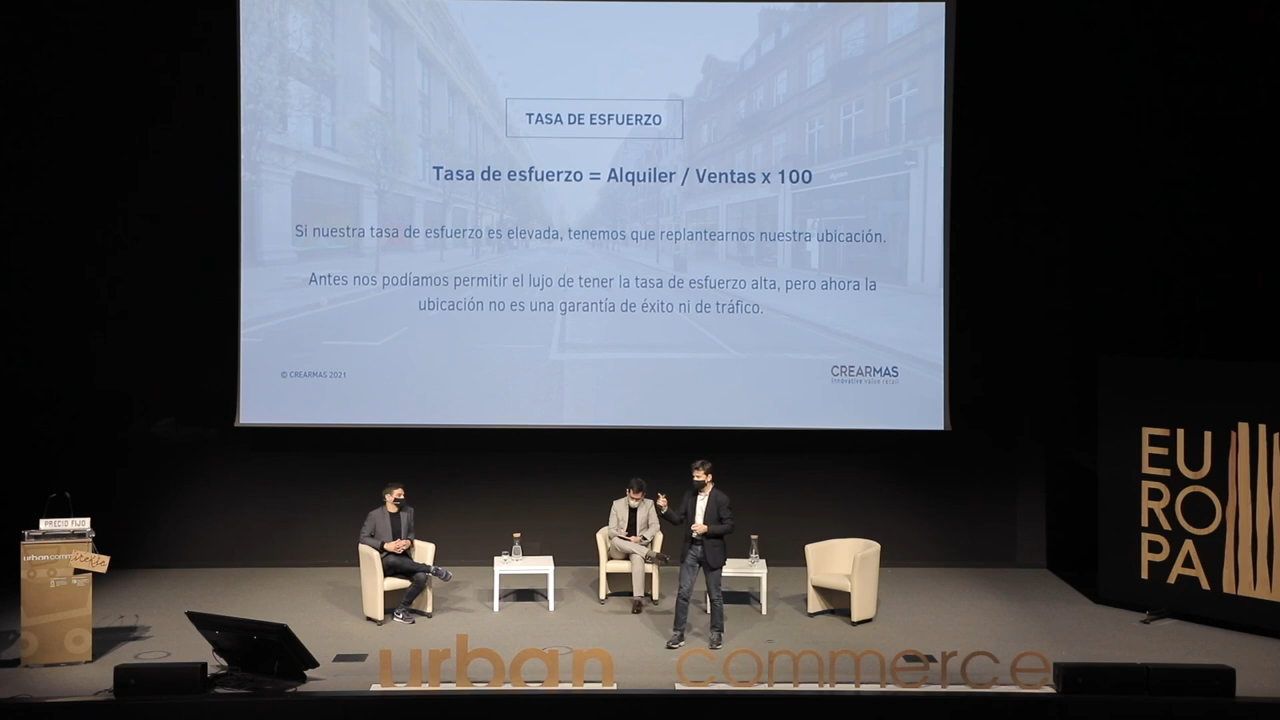 TASA DE ESFUERZO
Tasa de esfuerzo = Alquiler / Ventas x 100
Si nuestra tasa de esfuerzo es elevada, tenemos que replantearnos nuestra ubicación.
Antes nos podíamos permitir el lujo de tener la tasa de esfuerzo alta, pero ahora la
ubicación no es una garantía de éxito ni de tráfico.
© CREARMAS 2021
CREARMAS
Innovative value retail
EU
RO
PA
PRECIO FIJO
urban comm
urban commerce